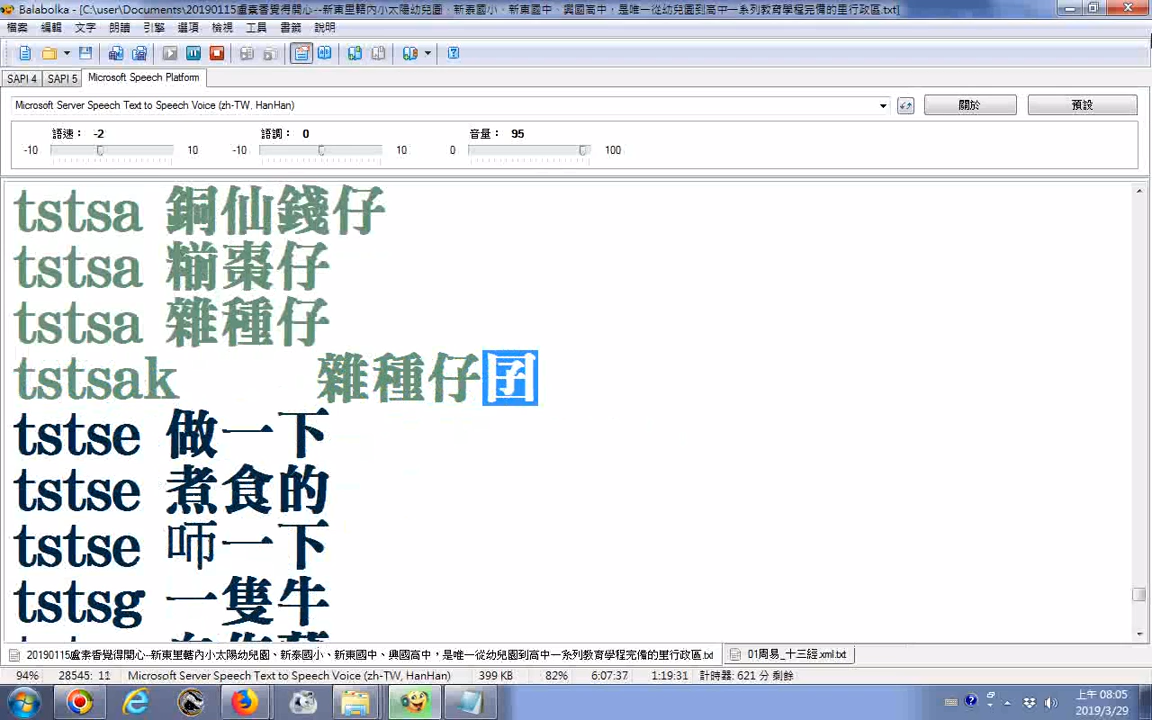 Balabolka - [C:\user\Documents\20190115盧素香覺得開心--新東里轄內小太陽幼兒園、新泰國小、新東國中、興國高中，是唯一從幼兒園到高中一系列教育學程完備的里行政區.txt]
檔案 編輯 文字 朗讀 引擎 選項 檢視 工具 書籤 說明
SAPI 4 SAPI 5 Microsoft Speech Platform
Microsoft Server Speech Text to Speech Voice (zh-TW, HanHan) 關於 預設
語速： -2 語調： 0 音量： 95
-10 10 -10 10 0 100
tstsa 銅仙錢仔
tstsa 糋棗仔
tstsa 雜種仔
tstsak 雜種仔囝
tstse 做一下
tstse 煮食的
tstse 咂一下
tstsg 一隻牛
20190115盧素香覺得開心--新東里轄內小太陽幼兒園、新泰國小、新東國中、興國高中，是唯一從幼兒園到高中一系列教育學程完備的里行政區.txt 01周易_十三經.xml.txt
94% 28545: 11 Microsoft Server Speech Text to Speech Voice (zh-TW, HanHan) 399 KB 82% 6:07:37 1:19:31 計時器: 621 分 剩餘
上午 08:05
2019/3/29